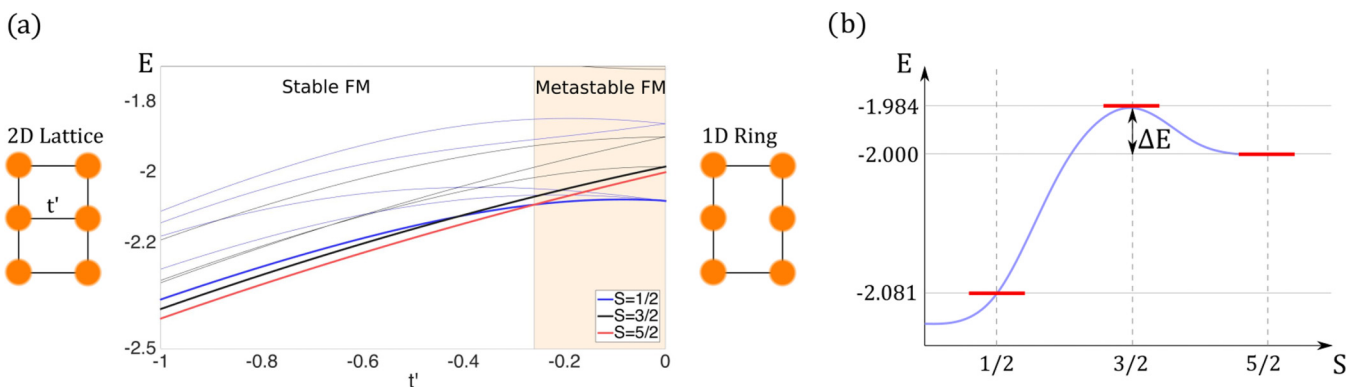 (a)
E
Stable FM
Metastable FM
-1.8
-2
-2.2
-2.5
-1
-0.8
-0.6
-0.4
-0.2
0
t'
S=1/2
S=3/2
S=5/2
2D Lattice
t'
1D Ring
(b)
E
-1.984
ΔE
-2.000
-2.081
1/2
3/2
5/2
S